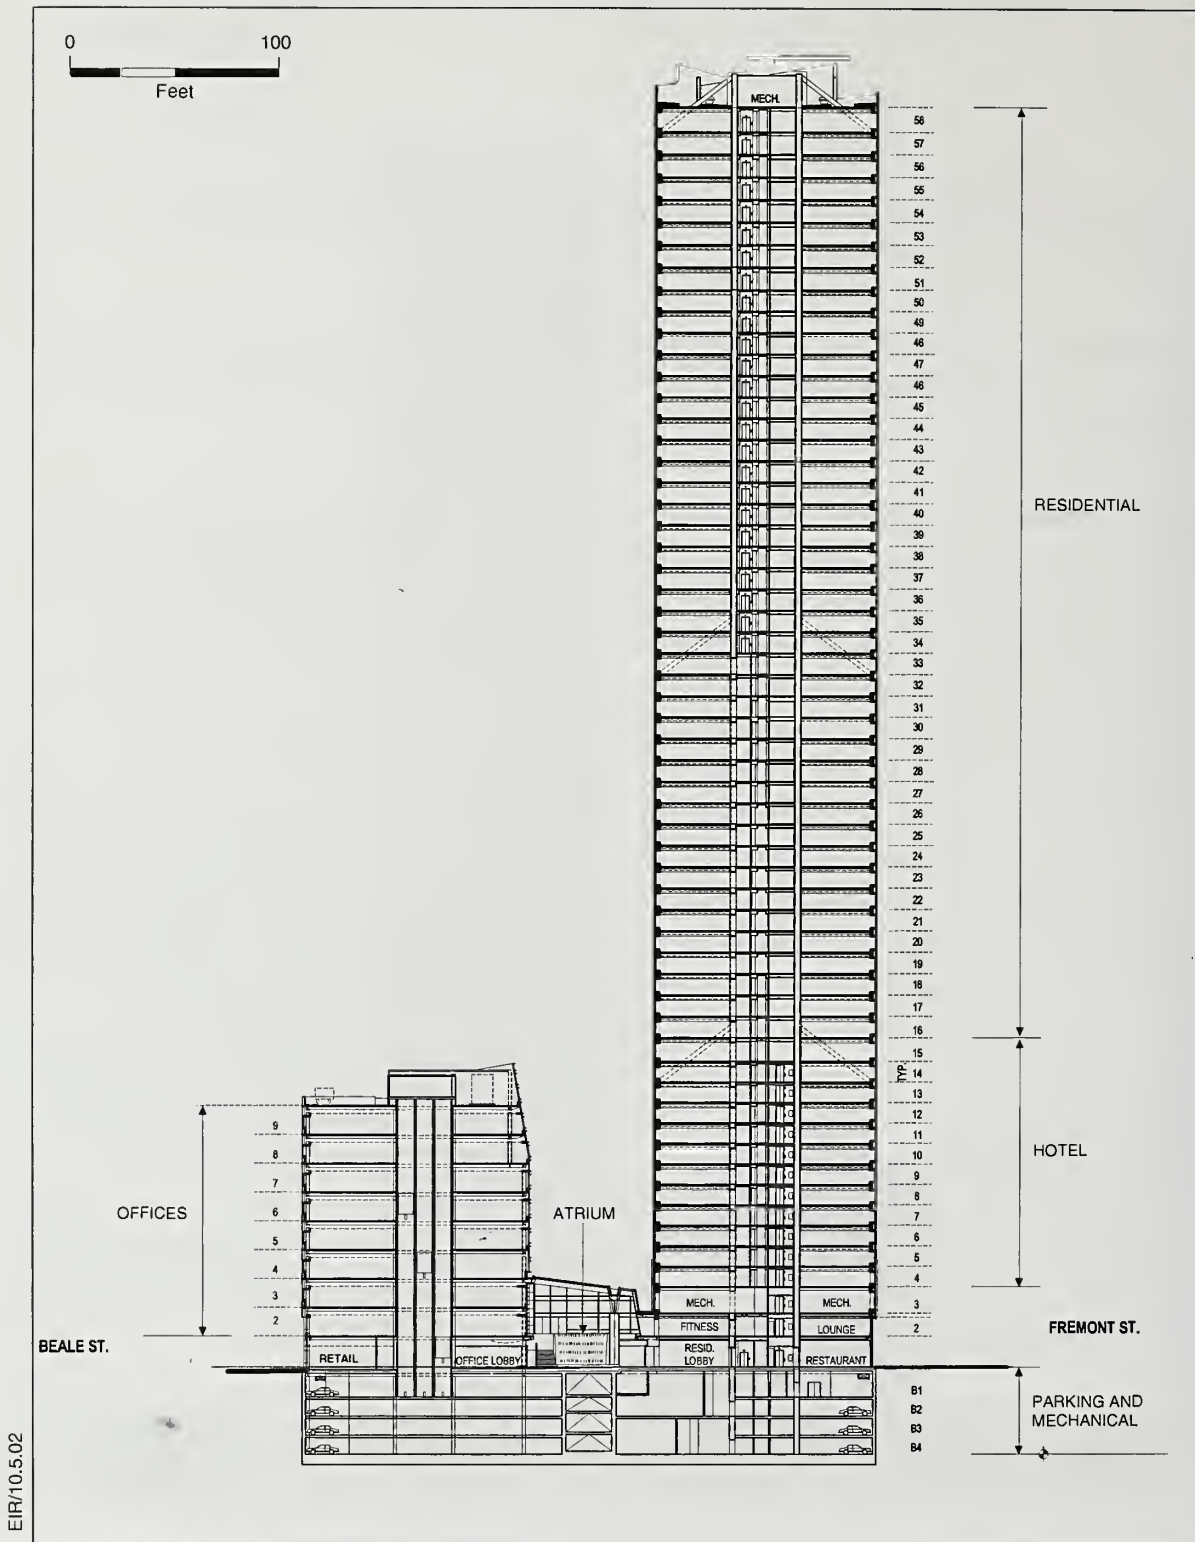 0 100
Feet
MECH.
58
57
56
55
54
53
52
51
50
49
48
47
46
45
44
43
42
41
40
39
38
37
36
35
34
33
32
31
30
29
28
27
26
25
24
23
22
21
20
19
18
17
16
15
14
13
12
11
10
9
8
7
6
5
4
3
2
TYP.
RESIDENTIAL
HOTEL
9
8
7
6
5
4
3
2
OFFICES
ATRIUM
MECH. MECH.
FITNESS LOUNGE
RESID.
LOBBY
RESTAURANT
RETAIL
OFFICE LOBBY
BEALE ST.
FREMONT ST.
B1
B2
B3
B4
PARKING AND
MECHANICAL
EIR/10.5.02